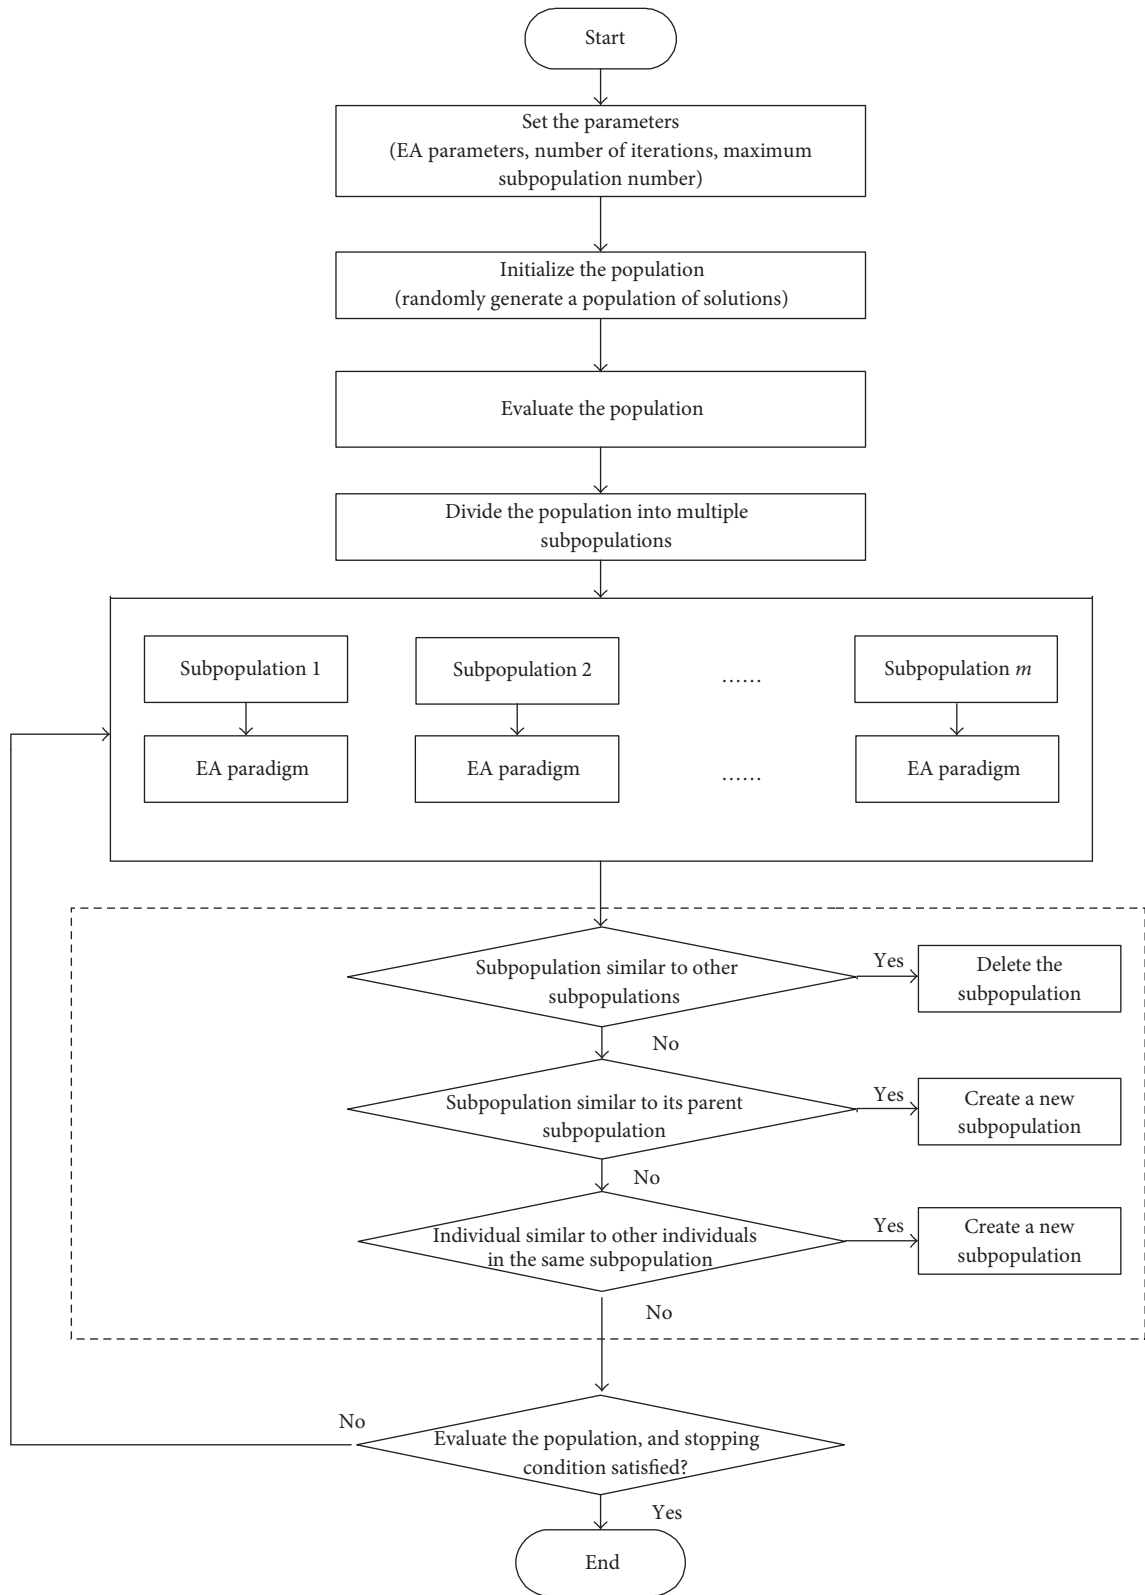 Start
Set the parameters
(EA parameters, number of iterations, maximum
subpopulation number)
Initialize the population
(randomly generate a population of solutions)
Evaluate the population
Divide the population into multiple
subpopulations
Subpopulation 1
Subpopulation 2
......
Subpopulation m
EA paradigm
EA paradigm
......
EA paradigm
Subpopulation similar to other
subpopulations
Yes
Delete the
subpopulation
No
Subpopulation similar to its parent
subpopulation
Yes
Create a new
subpopulation
No
Individual similar to other individuals
in the same subpopulation
Yes
Create a new
subpopulation
No
No
Evaluate the population, and stopping
condition satisfied?
Yes
End